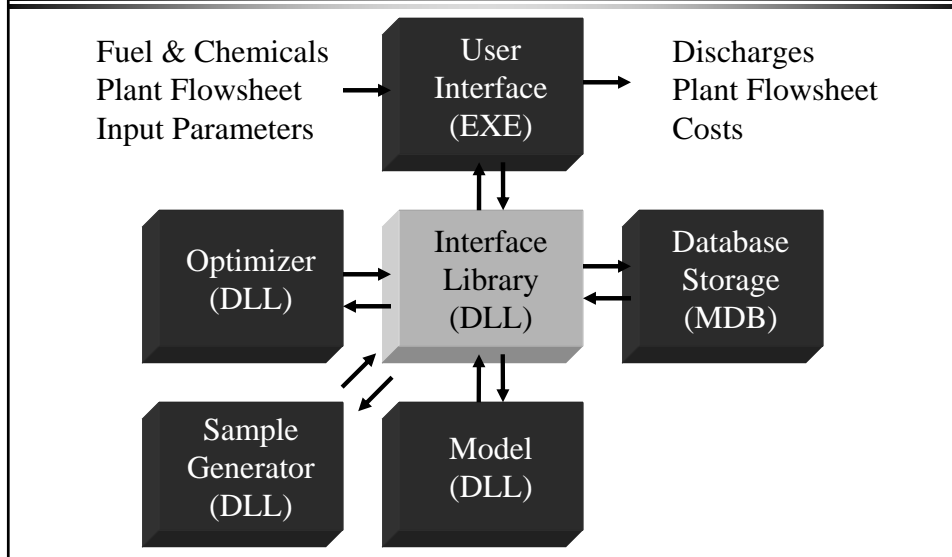 Fuel & Chemicals
Plant Flowsheet
Input Parameters
User
Interface
(EXE)
Discharges
Plant Flowsheet
Costs
Optimizer
(DLL)
Interface
Library
(DLL)
Database
Storage
(MDB)
Sample
Generator
(DLL)
Model
(DLL)